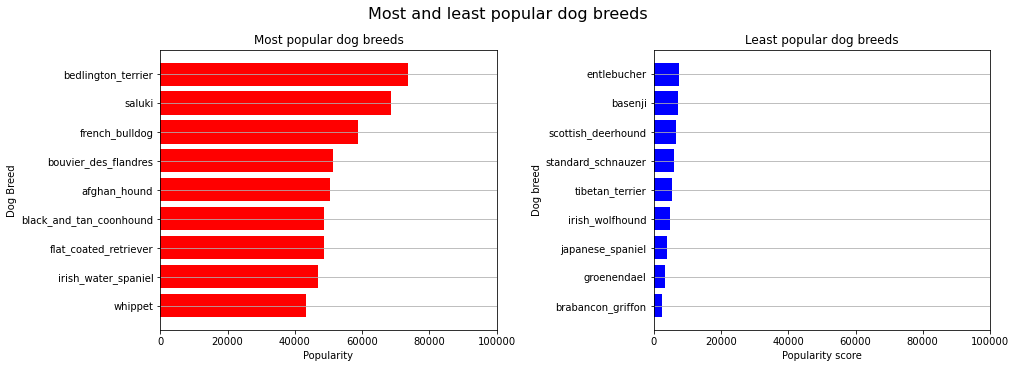 Most and least popular dog breeds
Most popular dog breeds
Dog Breed
bedlington_terrier
saluki
french_bulldog
bouvier_des_flandres
afghan_hound
black_and_tan_coonhound
flat_coated_retriever
irish_water_spaniel
whippet
0 20000 40000 60000 80000 100000
Popularity
Least popular dog breeds
Dog breed
entlebucher
basenji
scottish_deerhound
standard_schnauzer
tibetan_terrier
irish_wolfhound
japanese_spaniel
groenendael
brabancon_griffon
0 20000 40000 60000 80000 100000
Popularity score